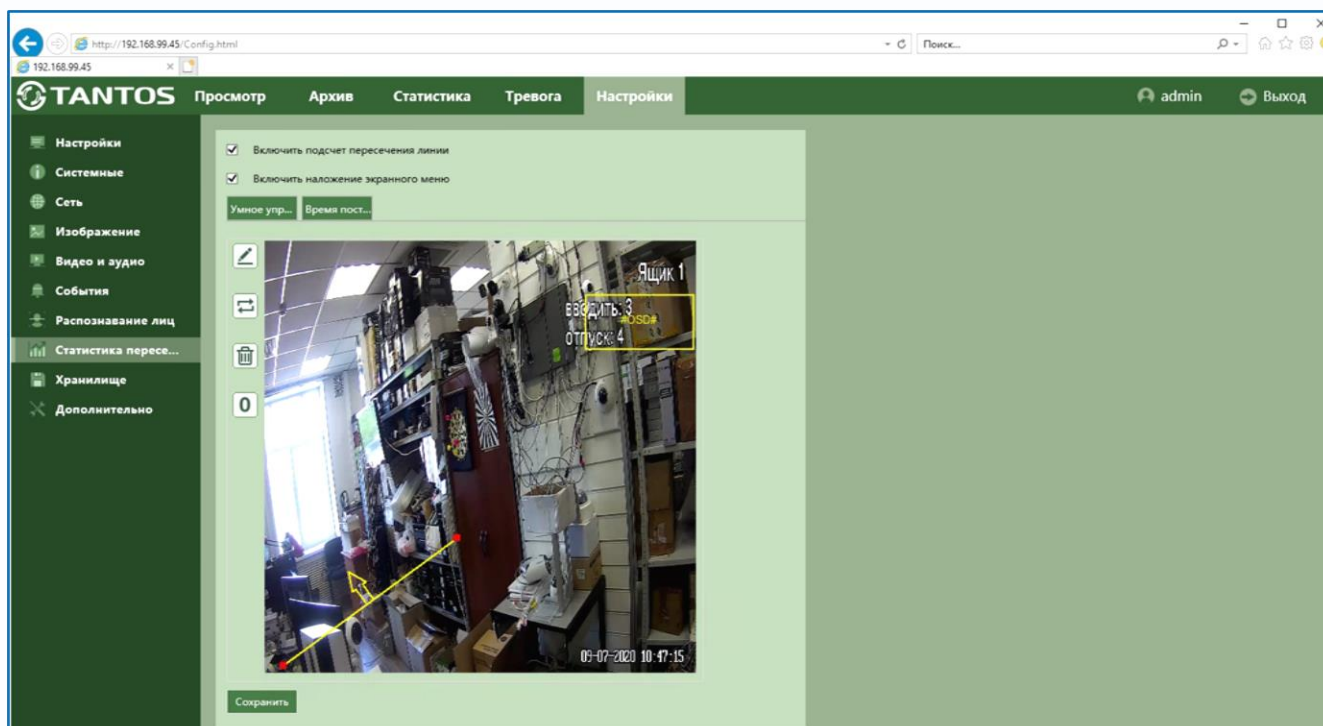 http://192.168.99.45/Config.html
Поиск...
192.168.99.45
TANTOS
Просмотр
Архив
Статистика
Тревога
Настройки
admin
Выход
Настройки
Системные
Сеть
Изображение
Видео и аудио
События
Распознавание лиц
Статистика пересе...
Хранилище
Дополнительно
Включить подсчет пересечения линии
Включить наложение экранного меню
Умное упр...
Время пост...
0
Ящик 1
вводить: 3
#OSD#
отпуск: 4
09-07-2020 10:47:15
Сохранить